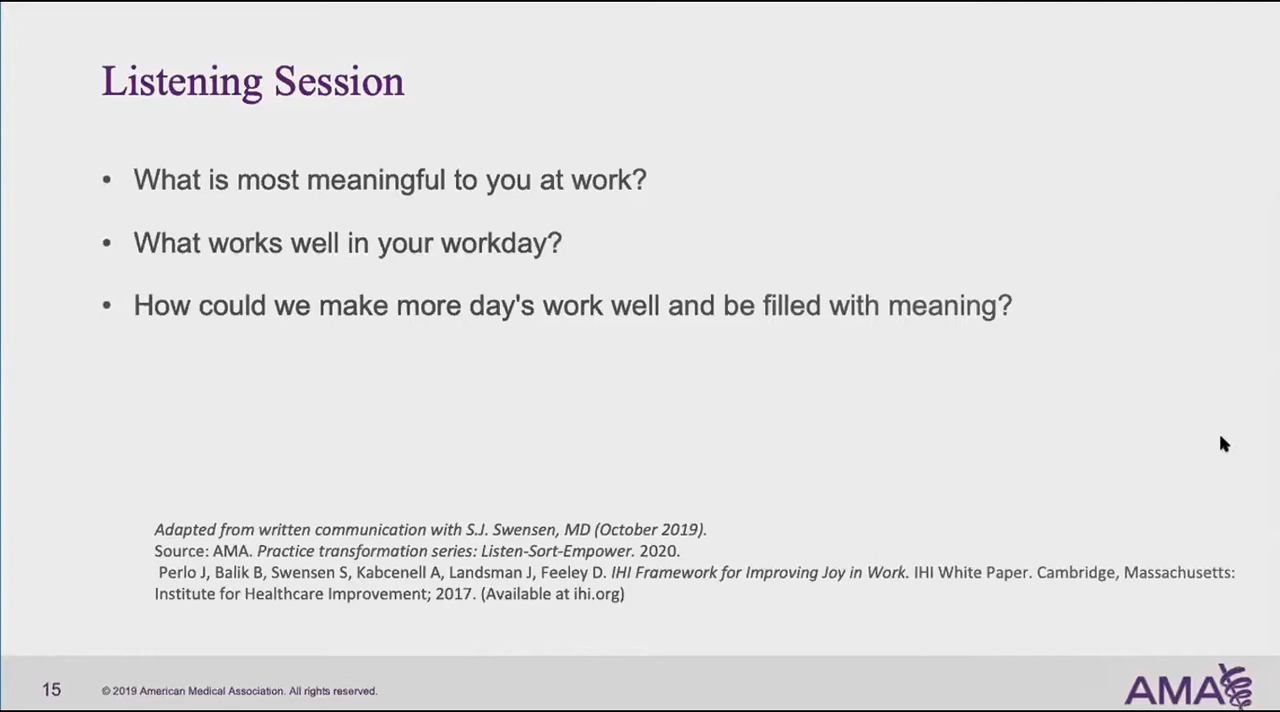 Listening Session
• What is most meaningful to you at work?
• What works well in your workday?
• How could we make more day's work well and be filled with meaning?
Adapted from written communication with S.J. Swensen, MD (October 2019).
Source: AMA. Practice transformation series: Listen-Sort-Empower. 2020.
Perlo J, Balik B, Swensen S, Kabcenell A, Landsman J, Feeley D. IHI Framework for Improving Joy in Work. IHI White Paper. Cambridge, Massachusetts:
Institute for Healthcare Improvement; 2017. (Available at ihi.org)
15
© 2019 American Medical Association. All rights reserved.
AMA